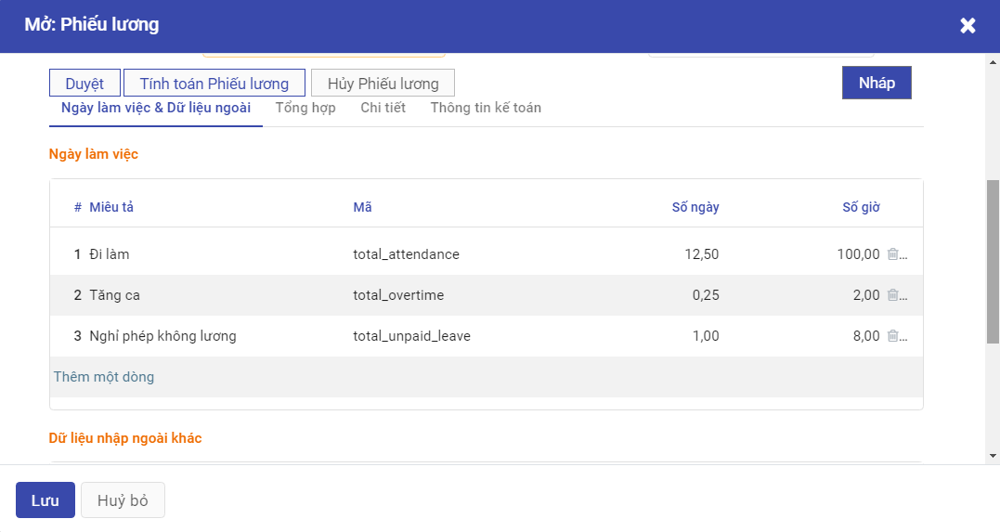 Mở: Phiếu lương
Duyệt Tính toán Phiếu lương Hủy Phiếu lương Nháp
Ngày làm việc & Dữ liệu ngoài Tổng hợp Chi tiết Thông tin kế toán
Ngày làm việc
# Miêu tả Mã Số ngày Số giờ
1 Đi làm total_attendance 12,50 100,00 ...
2 Tăng ca total_overtime 0,25 2,00 ...
3 Nghỉ phép không lương total_unpaid_leave 1,00 8,00 ...
Thêm một dòng
Dữ liệu nhập ngoài khác
Lưu Huỷ bỏ